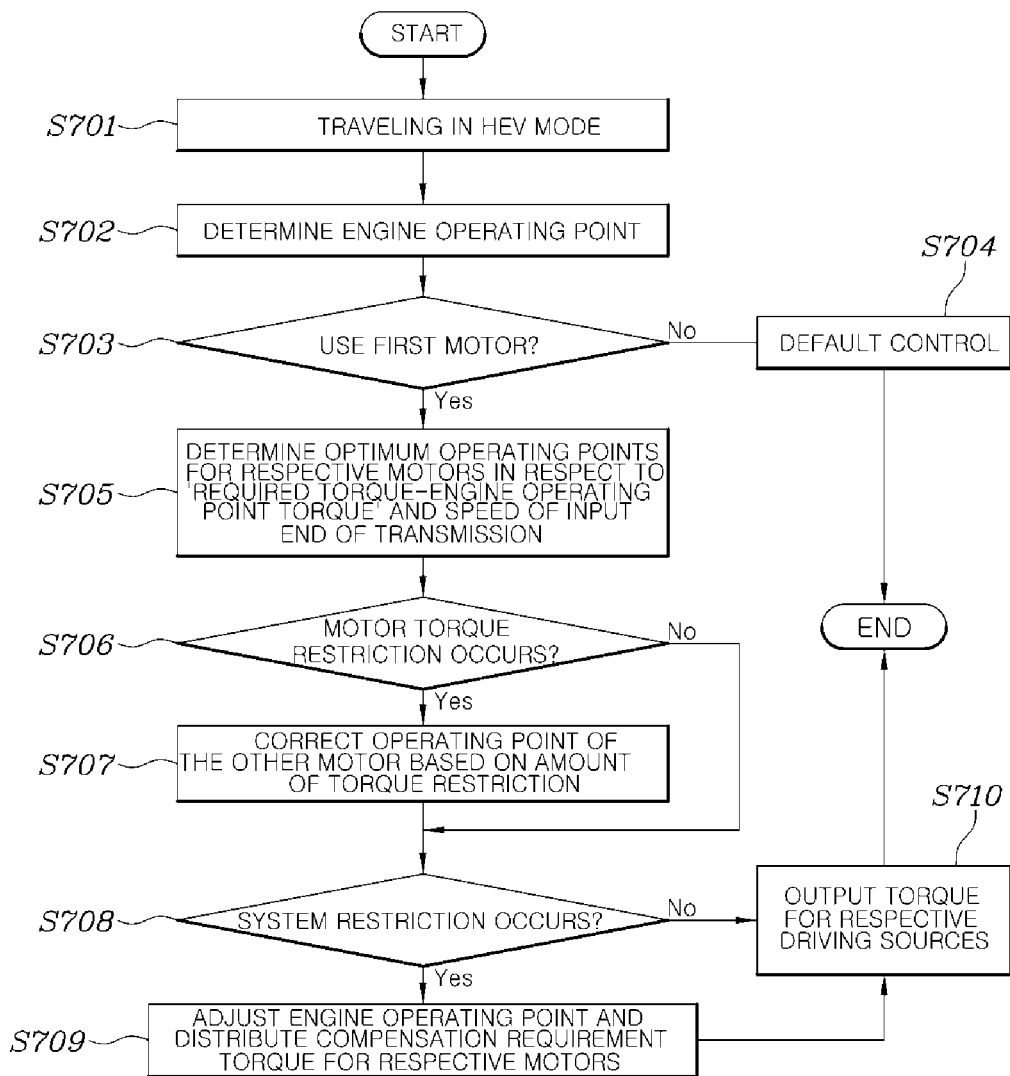 START
S701
TRAVELING IN HEV MODE
S702
DETERMINE ENGINE OPERATING POINT
S704
S703
USE FIRST MOTOR?
No
DEFAULT CONTROL
Yes
S705
DETERMINE OPTIMUM OPERATING POINTS
FOR RESPECTIVE MOTORS IN RESPECT TO
'REQUIRED TORQUE-ENGINE OPERATING
POINT TORQUE' AND SPEED OF INPUT
END OF TRANSMISSION
S706
MOTOR TORQUE
RESTRICTION OCCURS?
No
END
Yes
S707
CORRECT OPERATING POINT OF
THE OTHER MOTOR BASED ON AMOUNT
OF TORQUE RESTRICTION
S710
S708
SYSTEM RESTRICTION OCCURS?
No
OUTPUT TORQUE
FOR RESPECTIVE
DRIVING SOURCES
Yes
S709
ADJUST ENGINE OPERATING POINT AND
DISTRIBUTE COMPENSATION REQUIREMENT
TORQUE FOR RESPECTIVE MOTORS